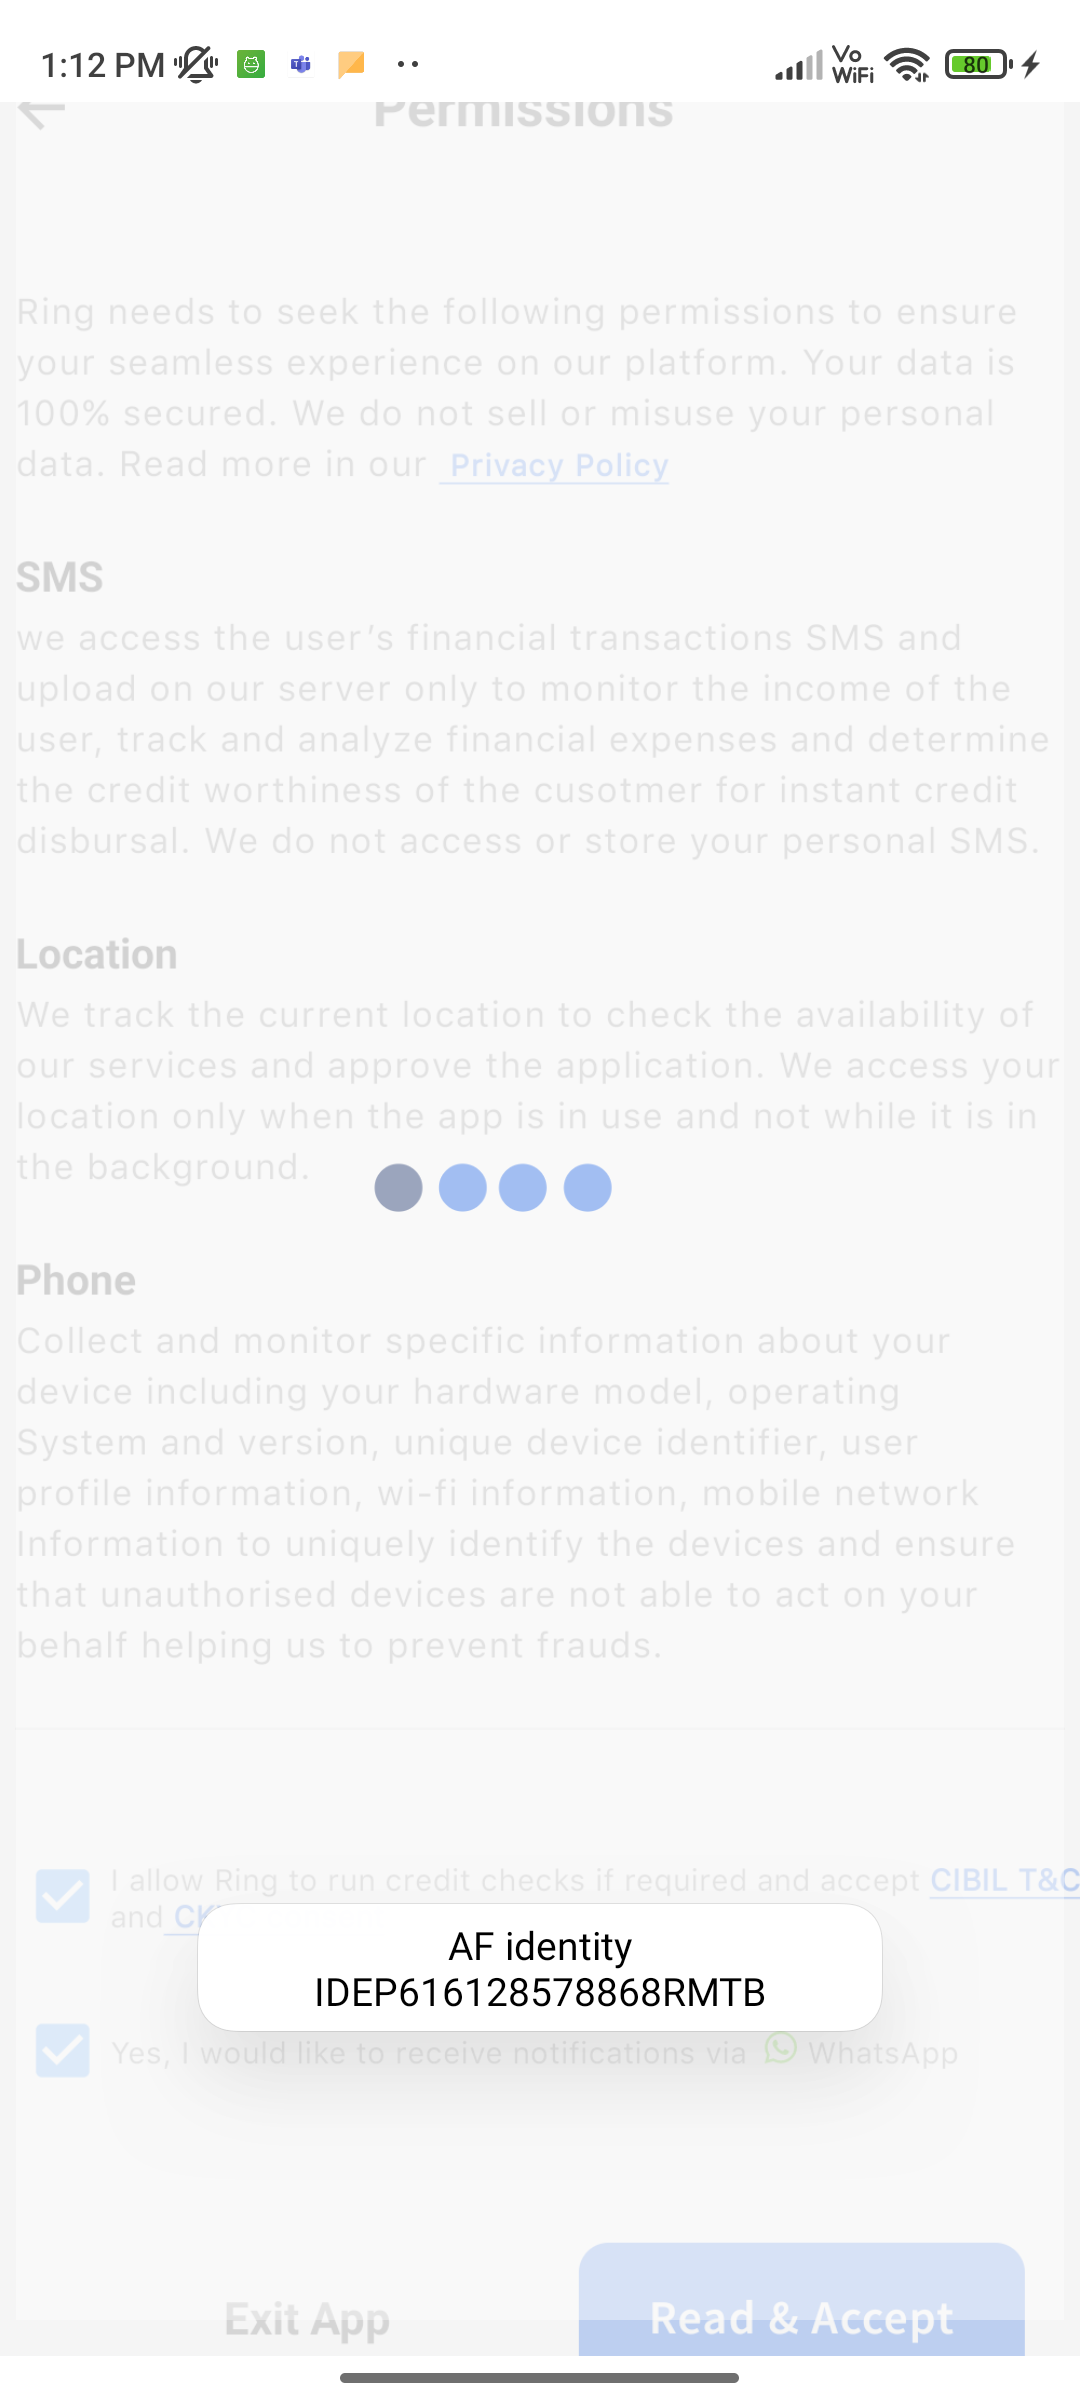 1:12 PM
Vo
WiFi
80
Permissions
Ring needs to seek the following permissions to ensure
your seamless experience on our platform. Your data is
100% secured. We do not sell or misuse your personal
data. Read more in our Privacy Policy
SMS
we access the user's financial transactions SMS and
upload on our server only to monitor the income of the
user, track and analyze financial expenses and determine
the credit worthiness of the cusotmer for instant credit
disbursal. We do not access or store your personal SMS.
Location
We track the current location to check the availability of
our services and approve the application. We access your
location only when the app is in use and not while it is in
the background.
Phone
Collect and monitor specific information about your
device including your hardware model, operating
System and version, unique device identifier, user
profile information, wi-fi information, mobile network
Information to uniquely identify the devices and ensure
that unauthorised devices are not able to act on your
behalf helping us to prevent frauds.
I allow Ring to run credit checks if required and accept CIBIL T&C
and
AF identity
IDEP616128578868RMTB
Yes, I would like to receive notifications via WhatsApp
Exit App
Read & Accept